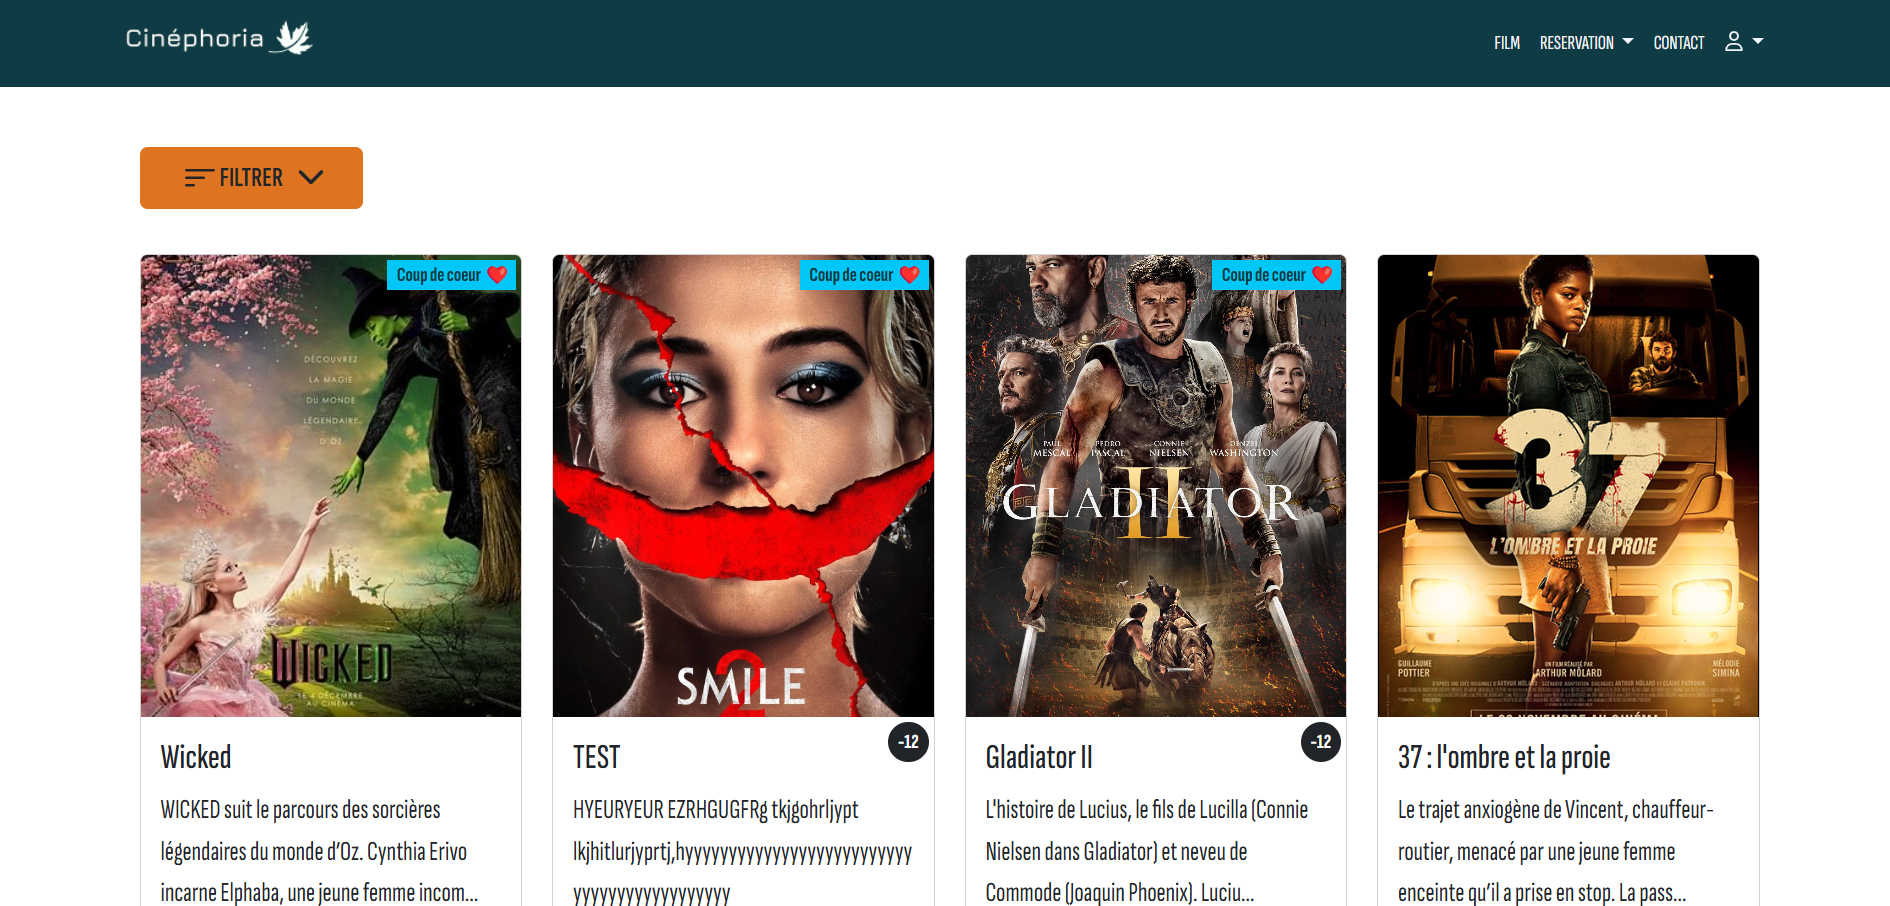 Cinéphoria
FILM
RESERVATION
CONTACT
FILTRER
Coup de coeur
DÉCOUVREZ
LA MAGIE
DU MONDE
LÉGENDAIRE
D'OZ
WICKED
LE 4 DÉCEMBRE
AU CINÉMA
Wicked
WICKED suit le parcours des sorcières
légendaires du monde d’Oz. Cynthia Erivo
incarne Elphaba, une jeune femme incom...
Coup de coeur
SMILE
2
-12
TEST
HYEURYEUR EZRHGUGFRg tkjgohrljypt
Coup de coeur
PAUL MESCAL
PEDRO PASCAL
CONNIE NIELSEN
DENZEL WASHINGTON
GLADIATOR
II
-12
Gladiator II
L'histoire de Lucius, le fils de Lucilla (Connie
Nielsen dans Gladiator) et neveu de
Commode (Joaquin Phoenix). Luciu...
37
L'OMBRE ET LA PROIE
GUILLAUME POTTIER
UN FILM RÉALISÉ PAR
ARTHUR MÔLARD
MÉLODIE SIMINA
37 : l'ombre et la proie
Le trajet anxiogène de Vincent, chauffeur-
routier, menacé par une jeune femme
enceinte qu’il a prise en stop. La pass...